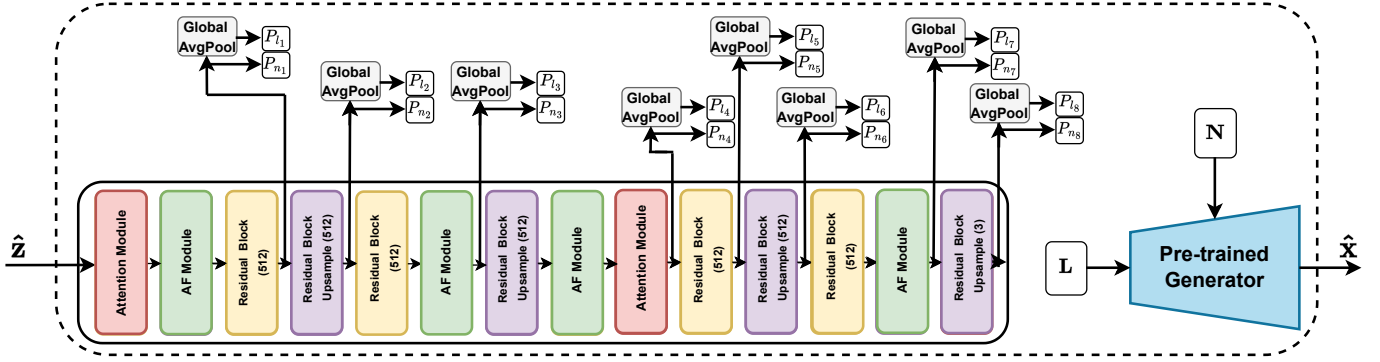 Global
AvgPool
P_{l_1}
P_{n_1}
Global
AvgPool
P_{l_2}
P_{n_2}
Global
AvgPool
P_{l_3}
P_{n_3}
Global
AvgPool
P_{l_4}
P_{n_4}
Global
AvgPool
P_{l_5}
P_{n_5}
Global
AvgPool
P_{l_6}
P_{n_6}
Global
AvgPool
P_{l_7}
P_{n_7}
Global
AvgPool
P_{l_8}
P_{n_8}
ẑ
Attention Module
AF Module
Residual Block
(512)
Residual Block
Upsample (512)
Residual Block
(512)
AF Module
Residual Block
Upsample (512)
AF Module
Attention Module
Residual Block
(512)
Residual Block
Upsample (512)
Residual Block
(512)
AF Module
Residual Block
Upsample (3)
N
L
Pre-trained
Generator
x̂